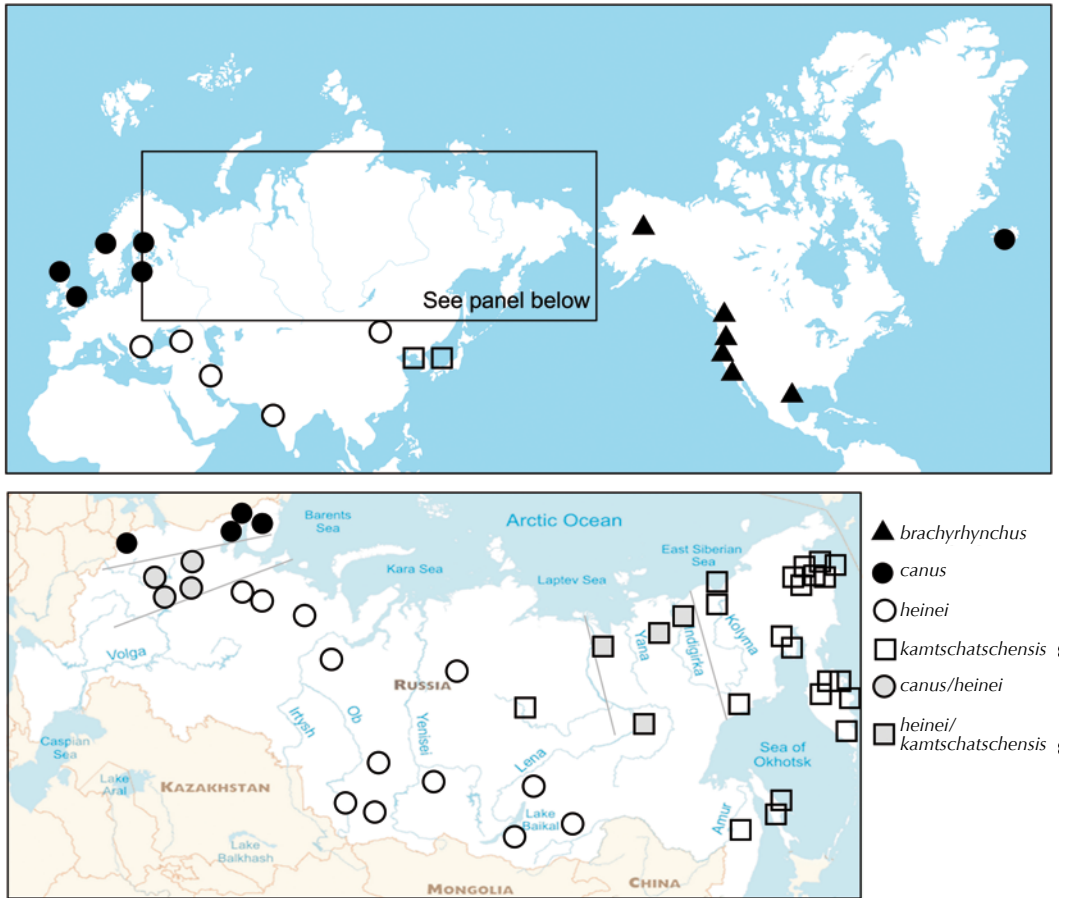 See panel below
Barents
Sea
Arctic Ocean
Kara Sea
East Siberian
Sea
Laptev Sea
brachyrhynchus
canus
heinei
kamtschatschensis
canus/heinei
heinei/
kamtschatschensis
Volga
RUSSIA
Irtysh
Ob
Yenisei
Lena
Yana
Indigirka
Kolyma
Caspian
Sea
Lake
Aral
KAZAKHSTAN
Lake
Balkhash
Lake
Baikal
Amur
Sea of
Okhotsk
MONGOLIA
CHINA